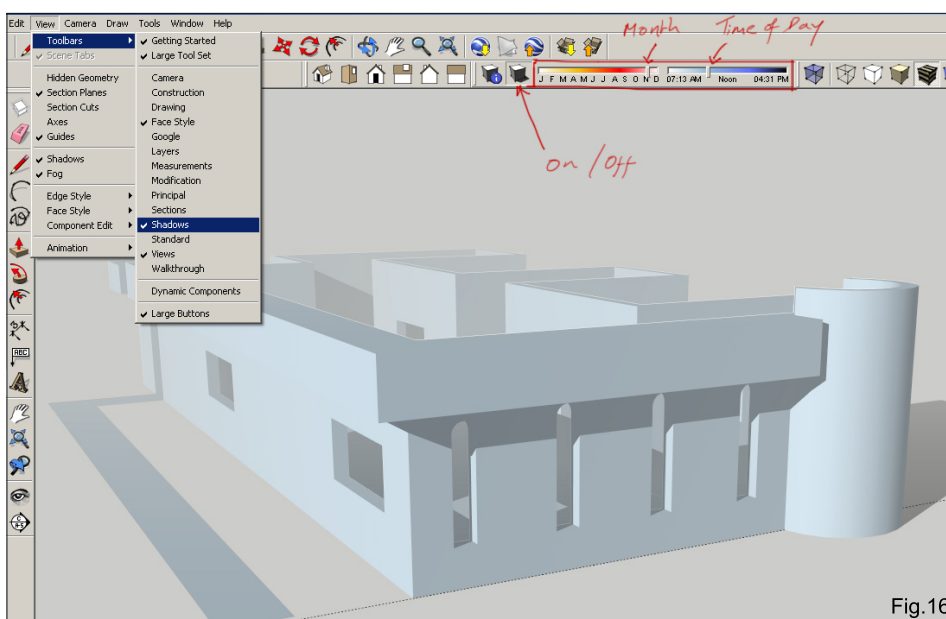 Edit View Camera Draw Tools Window Help
Month Time of Day
Toolbars
Scene Tabs
Hidden Geometry
Section Planes
Section Cuts
Axes
Guides
Shadows
Fog
Edge Style
Face Style
Component Edit
Animation
Getting Started
Large Tool Set
Camera
Construction
Drawing
Face Style
Google
Layers
Measurements
Modification
Principal
Sections
Shadows
Standard
Views
Walkthrough
Dynamic Components
Large Buttons
J F M A M J J A S O N D 07:13 AM Noon 04:31 PM
On/Off
ABC
Fig.16